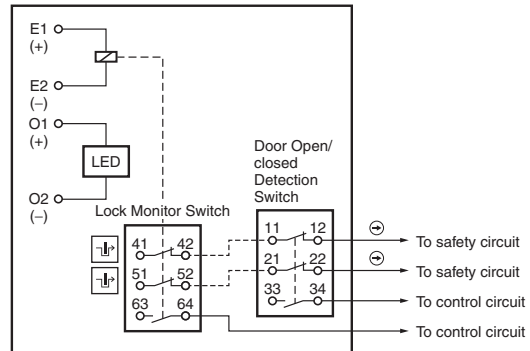 E1
(+)
E2
(–)
O1
(+)
LED
O2
(–)
Door Open/
closed
Detection
Switch
Lock Monitor Switch
11 12
To safety circuit
41 42
21 22
To safety circuit
51 52
33 34
To control circuit
63 64
To control circuit